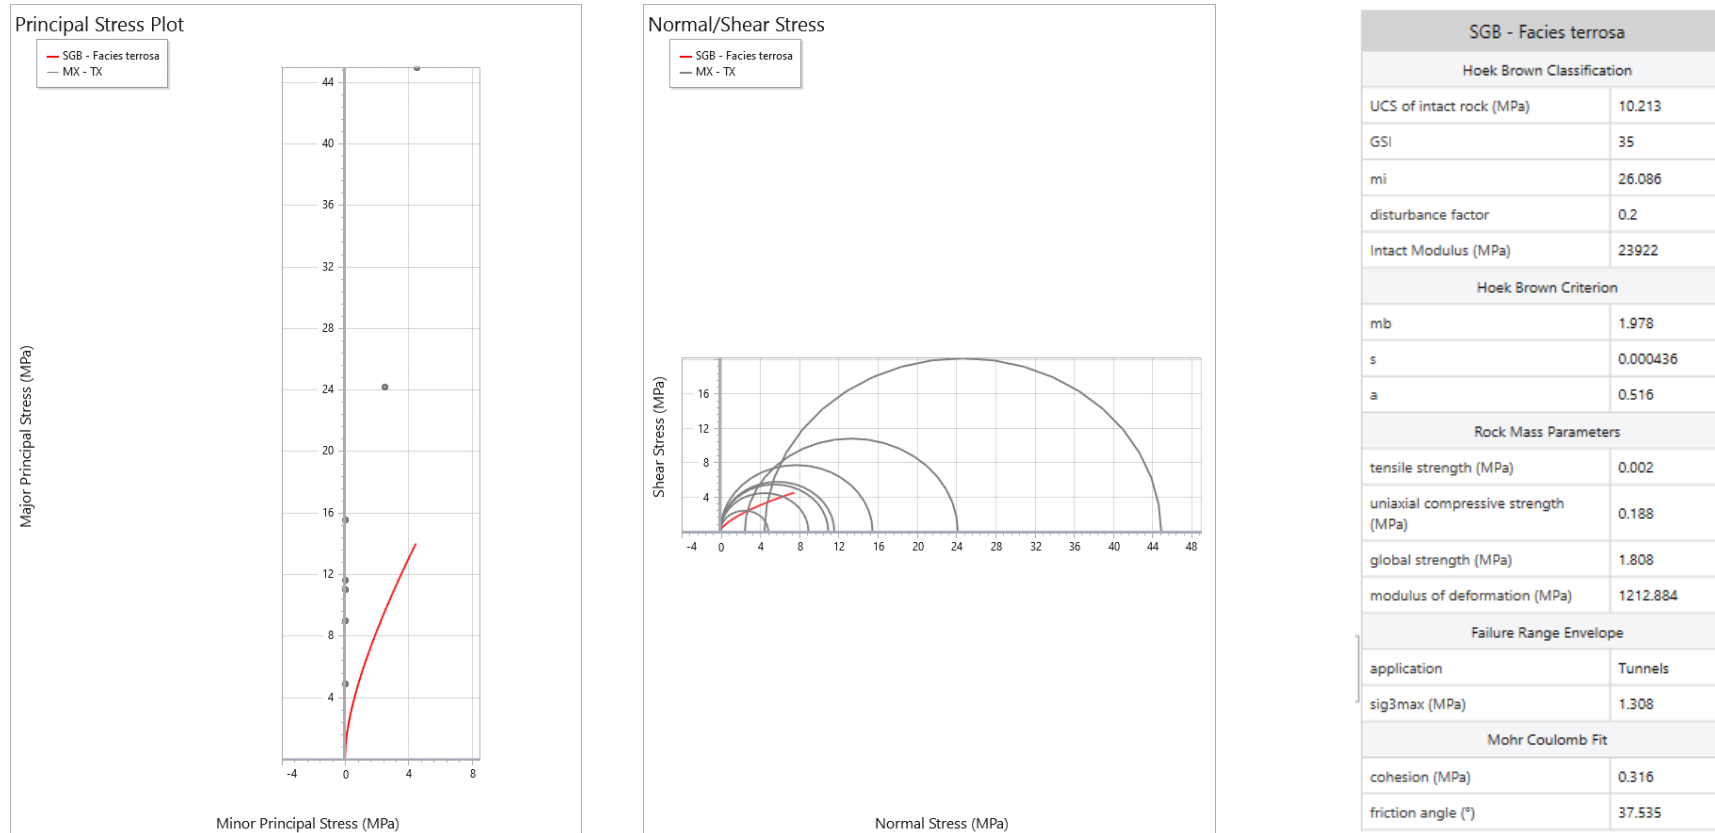 Principal Stress Plot
SGB - Facies terrosa
MX - TX
44
40
36
32
28
24
20
16
12
8
4
-4 0 4 8
Major Principal Stress (MPa)
Minor Principal Stress (MPa)
Normal/Shear Stress
SGB - Facies terrosa
MX - TX
16
12
8
4
-4 0 4 8 12 16 20 24 28 32 36 40 44 48
Shear Stress (MPa)
Normal Stress (MPa)
SGB - Facies terrosa
Hoek Brown Classification
UCS of intact rock (MPa) 10.213
GSI 35
mi 26.086
disturbance factor 0.2
Intact Modulus (MPa) 23922
Hoek Brown Criterion
mb 1.978
s 0.000436
a 0.516
Rock Mass Parameters
tensile strength (MPa) 0.002
uniaxial compressive strength
(MPa) 0.188
global strength (MPa) 1.808
modulus of deformation (MPa) 1212.884
Failure Range Envelope
application Tunnels
sig3max (MPa) 1.308
Mohr Coulomb Fit
cohesion (MPa) 0.316
friction angle (°) 37.535